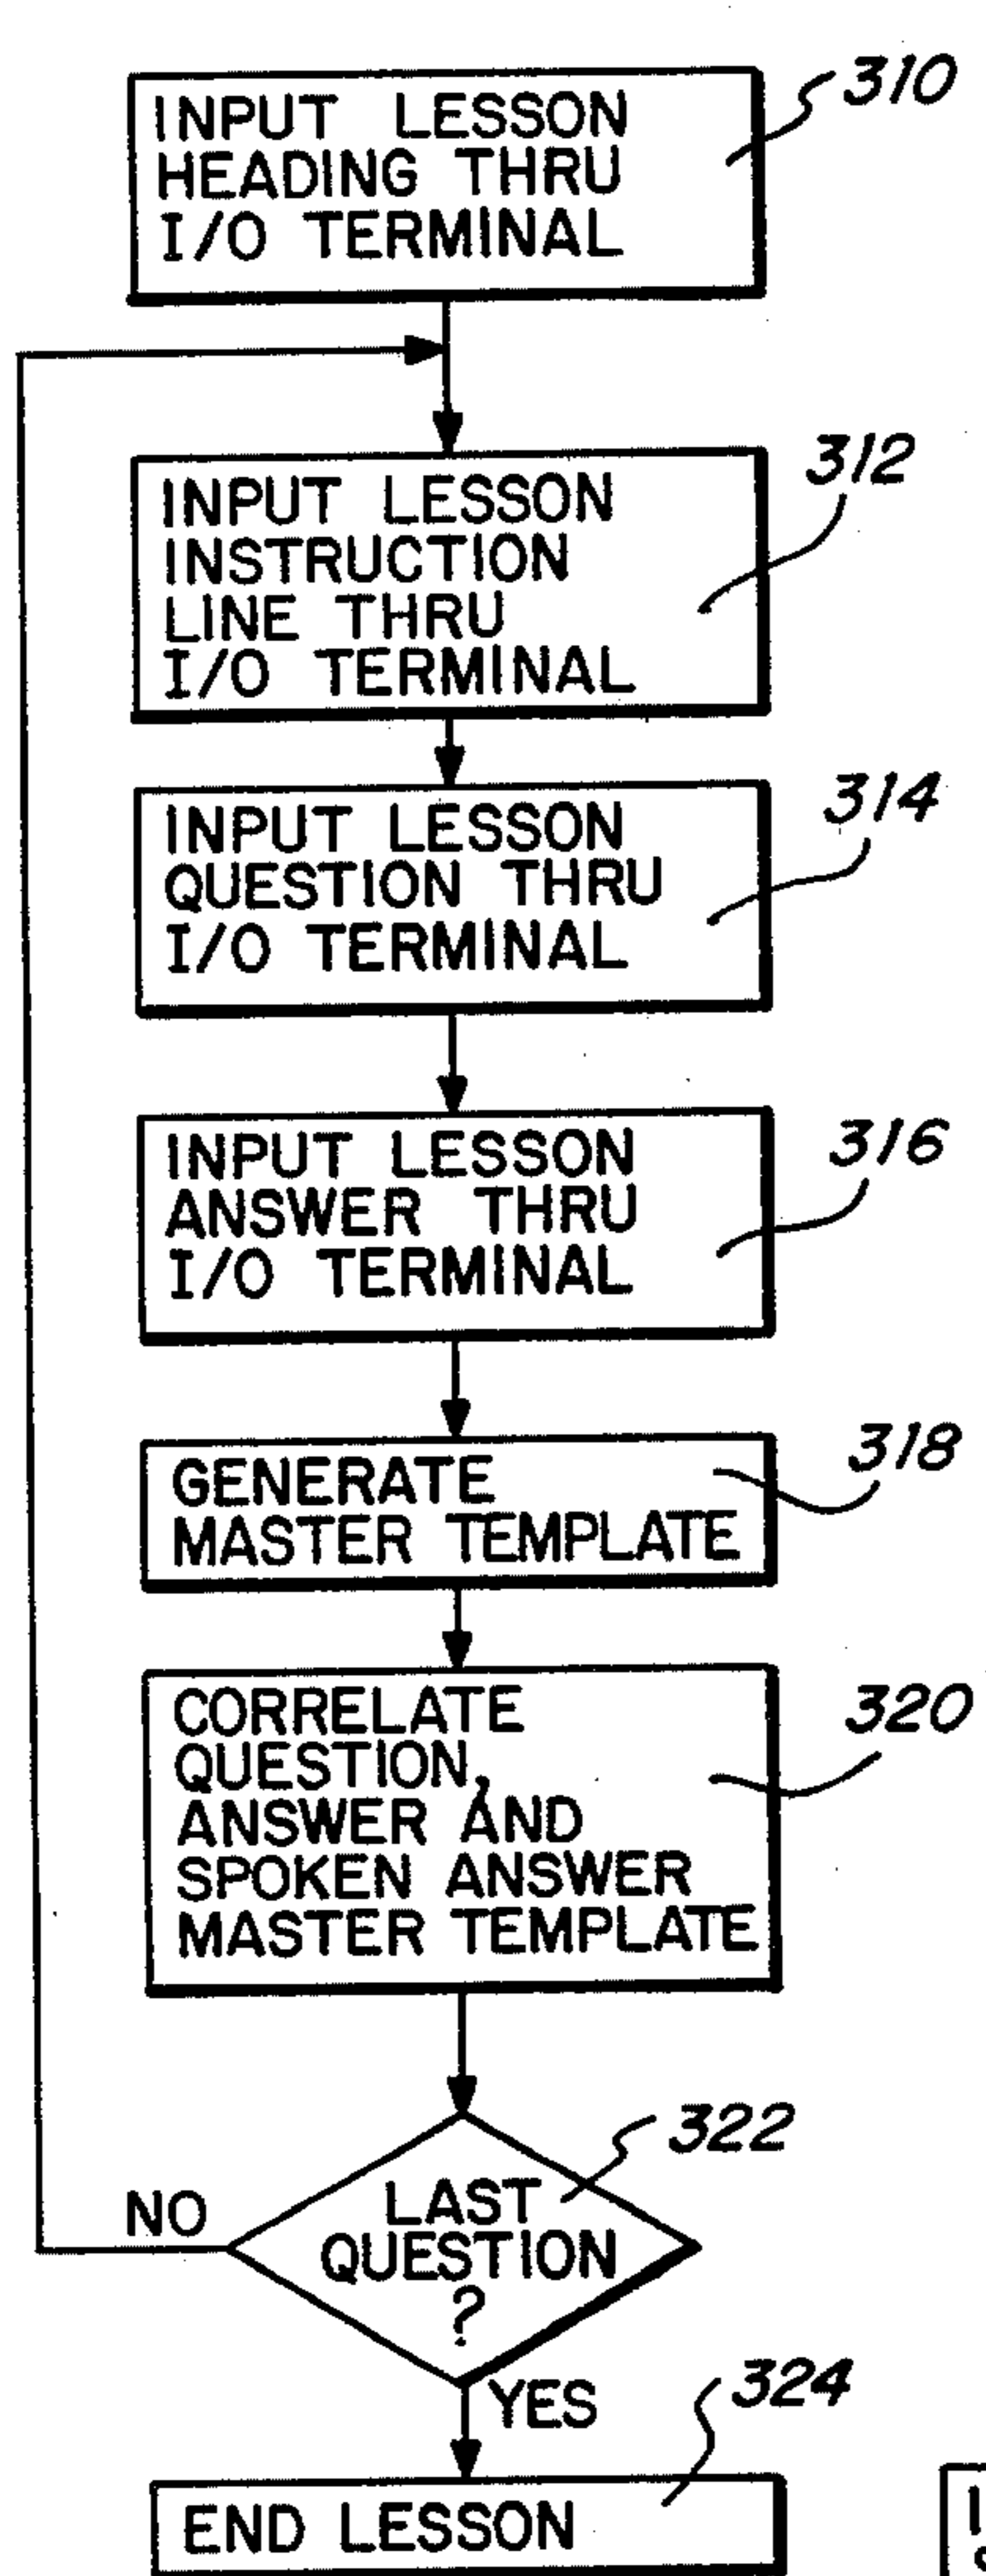 310
INPUT LESSON
HEADING THRU
I/O TERMINAL
312
INPUT LESSON
INSTRUCTION
LINE THRU
I/O TERMINAL
314
INPUT LESSON
QUESTION THRU
I/O TERMINAL
316
INPUT LESSON
ANSWER THRU
I/O TERMINAL
318
GENERATE
MASTER TEMPLATE
320
CORRELATE
QUESTION,
ANSWER AND
SPOKEN ANSWER
MASTER TEMPLATE
322
NO
LAST
QUESTION
?
YES
324
END LESSON